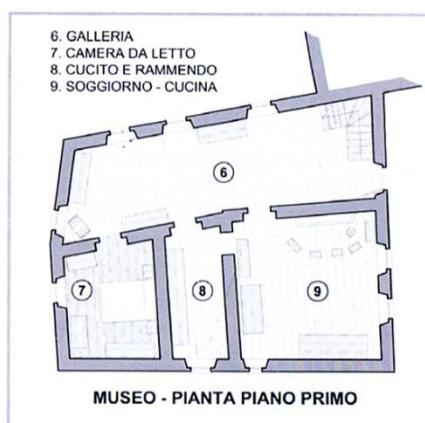 6. GALLERIA
7. CAMERA DA LETTO
8. CUCITO E RAMMENDO
9. SOGGIORNO - CUCINA
6
7
8
9
MUSEO - PIANTA PIANO PRIMO